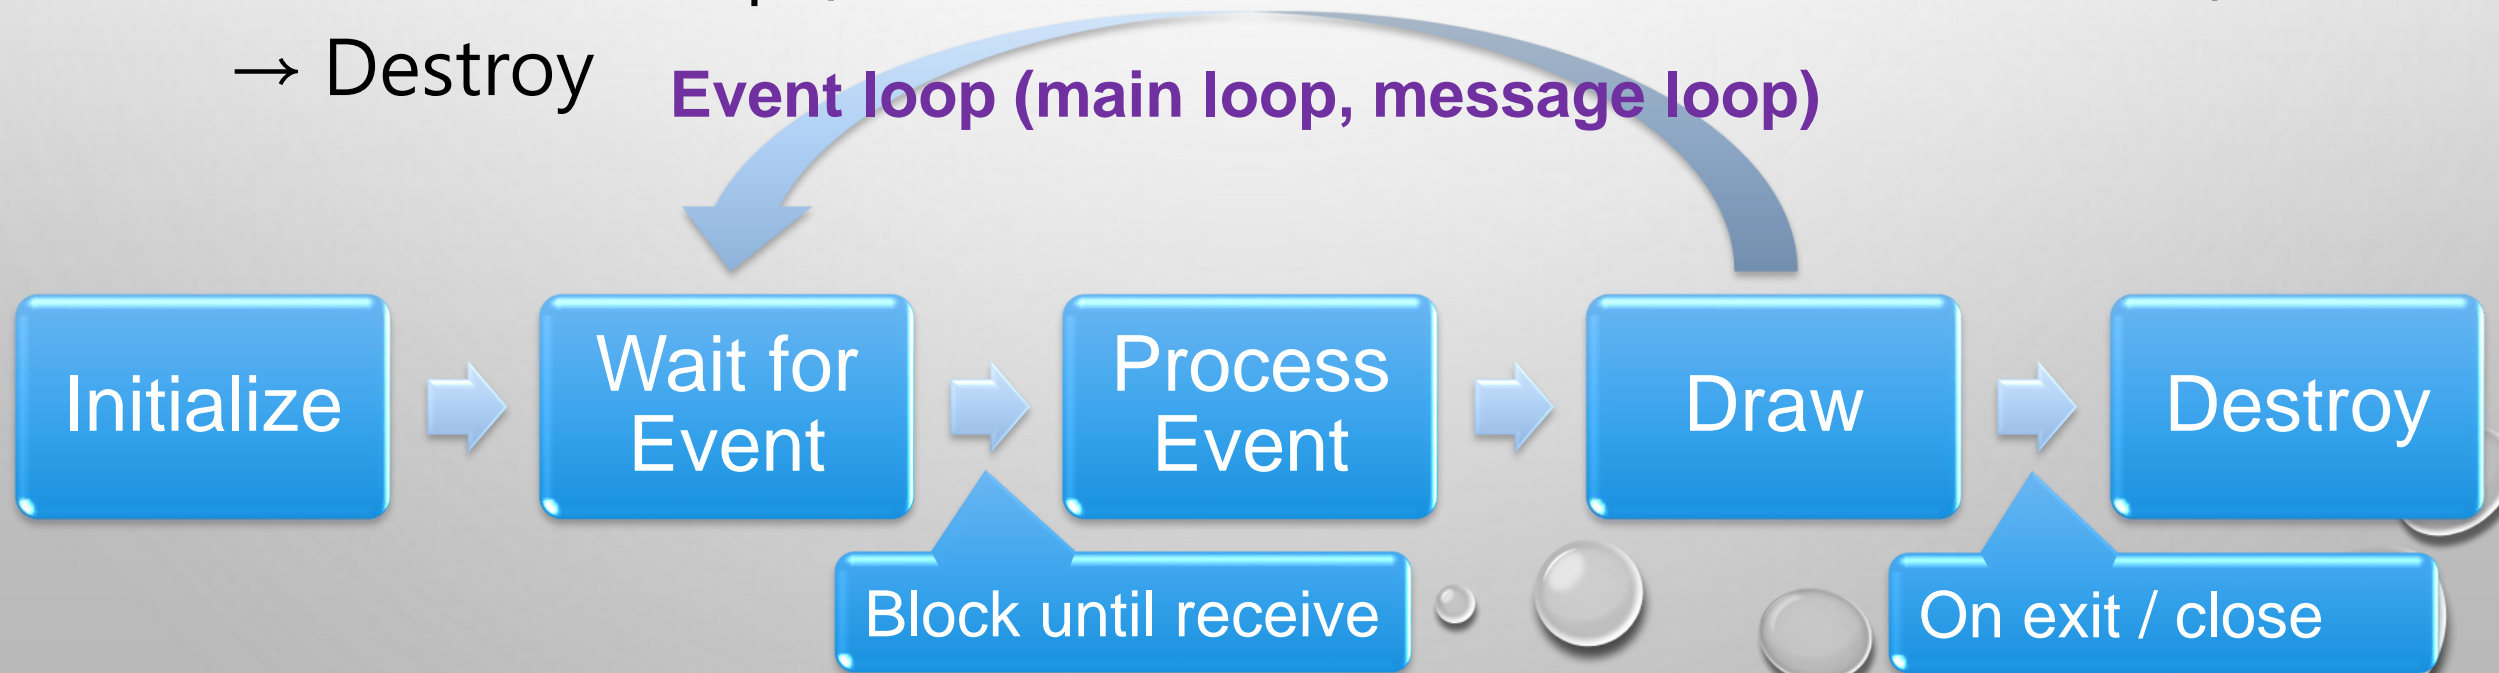 → Destroy
Event loop (main loop, message loop)
Initialize
Wait for
Event
Process
Event
Draw
Destroy
Block until receive
On exit / close